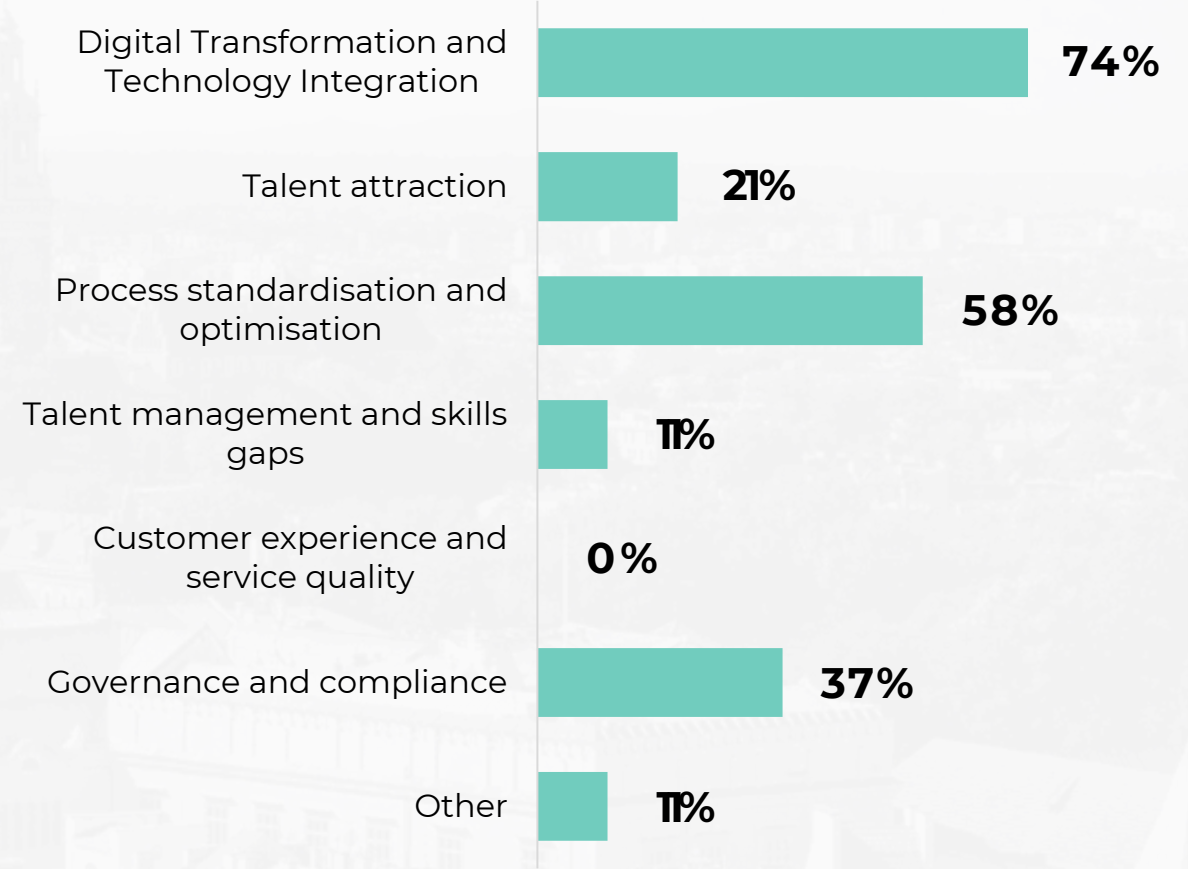 Digital Transformation and
Technology Integration
74%
Talent attraction
21%
Process standardisation and
optimisation
58%
Talent management and skills
gaps
11%
Customer experience and
service quality
0%
Governance and compliance
37%
Other
11%